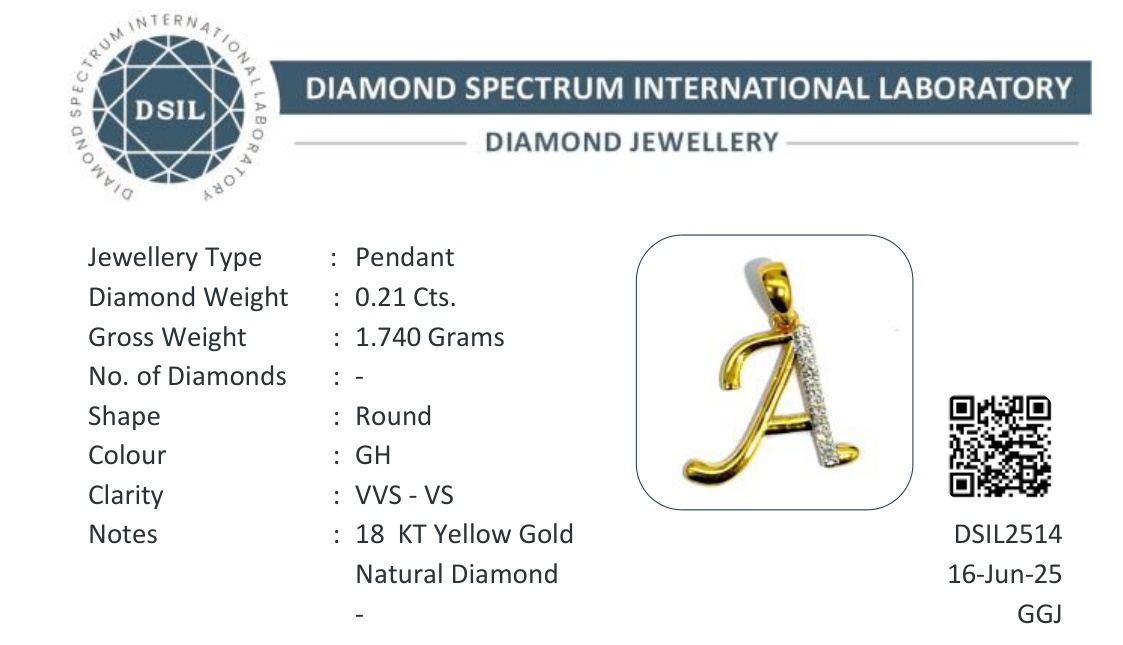 DIAMOND SPECTRUM INTERNATIONAL LABORATORY
DSIL
DIAMOND SPECTRUM INTERNATIONAL LABORATORY
DIAMOND JEWELLERY
Jewellery Type : Pendant
Diamond Weight : 0.21 Cts.
Gross Weight : 1.740 Grams
No. of Diamonds : -
Shape : Round
Colour : GH
Clarity : VVS - VS
Notes : 18 KT Yellow Gold
Natural Diamond
-
DSIL2514
16-Jun-25
GGJ